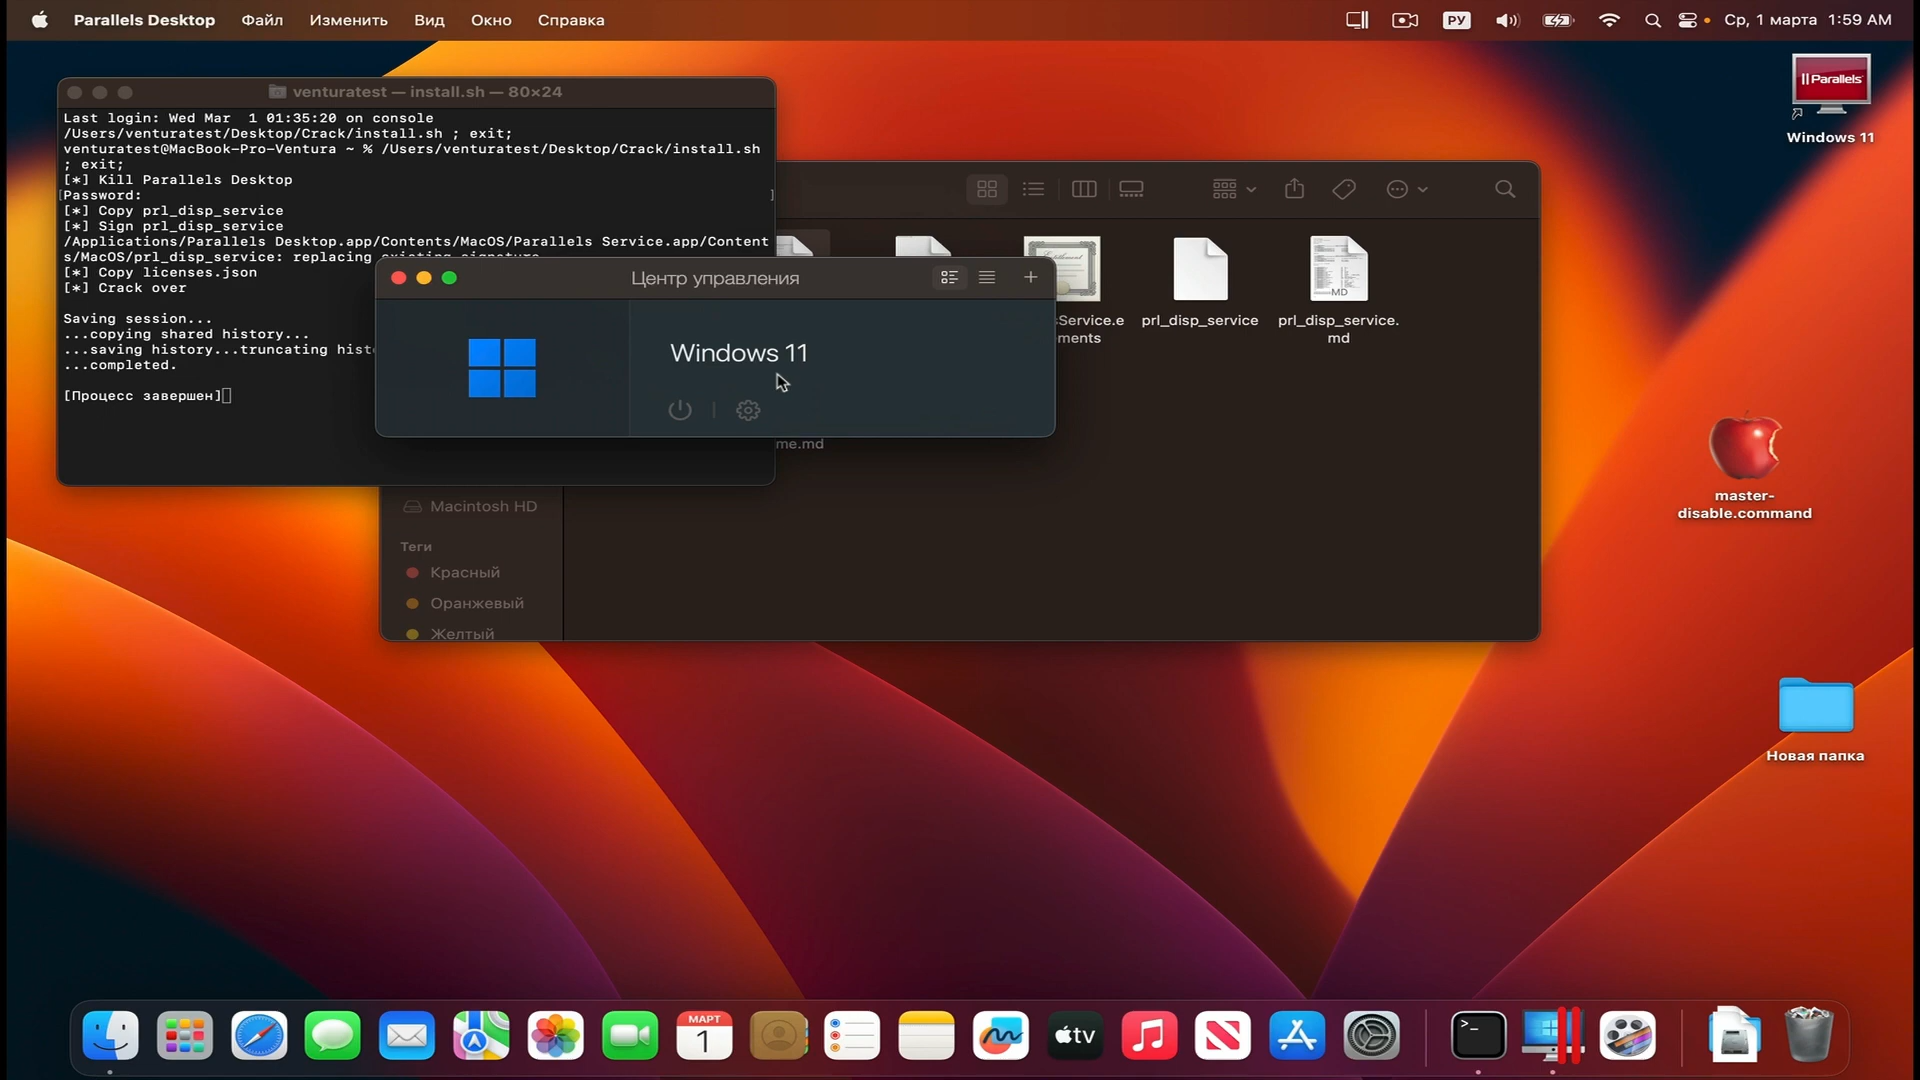 Parallels Desktop Файл Изменить Вид Окно Справка
РУ Ср, 1 марта 1:59 AM
venturatest — install.sh — 80×24
Last login: Wed Mar  1 01:35:20 on console
/Users/venturatest/Desktop/Crack/install.sh ; exit;
venturatest@MacBook-Pro-Ventura ~ % /Users/venturatest/Desktop/Crack/install.sh
; exit;
[*] Kill Parallels Desktop
[Password: ]
[*] Copy prl_disp_service
[*] Sign prl_disp_service
/Applications/Parallels Desktop.app/Contents/MacOS/Parallels Service.app/Content
s/MacOS/prl_disp_service: replacing existing signature
[*] Copy licenses.json
[*] Crack over
Saving session...
...copying shared history...
...saving history...truncating hist
...completed.
[Процесс завершен]
Центр управления
Windows 11
sService.e
ments
prl_disp_service
MD
prl_disp_service.
md
me.md
Macintosh HD
Теги
Красный
Оранжевый
Желтый
Parallels
Windows 11
master-
disable.command
Новая папка
МАРТ
1
tv